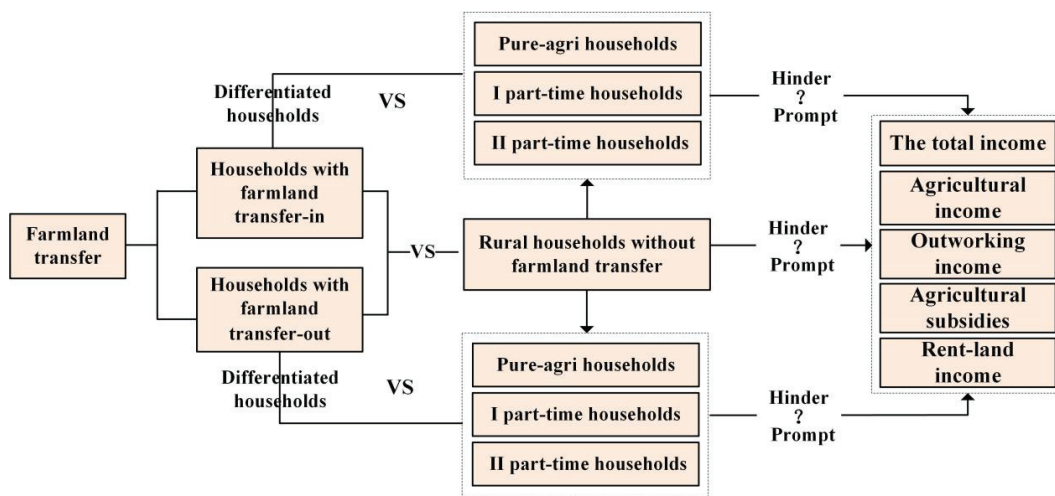 Farmland
transfer
Households with
farmland
transfer-in
Households with
farmland
transfer-out
Differentiated
households
VS
VS
Differentiated
households
VS
Pure-agri households
I part-time households
II part-time households
Rural households without
farmland transfer
Pure-agri households
I part-time households
II part-time households
Hinder
?
Prompt
Hinder
?
Prompt
Hinder
?
Prompt
The total income
Agricultural
income
Outworking
income
Agricultural
subsidies
Rent-land
income